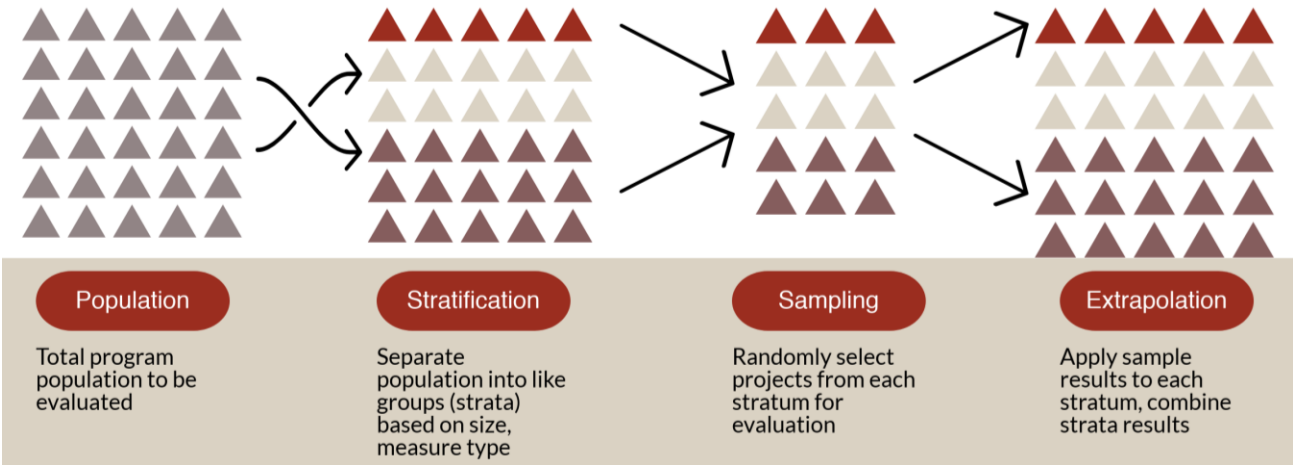 Population
Total program
population to be
evaluated
Stratification
Separate
population into like
groups (strata)
based on size,
measure type
Sampling
Randomly select
projects from each
stratum for
evaluation
Extrapolation
Apply sample
results to each
stratum, combine
strata results